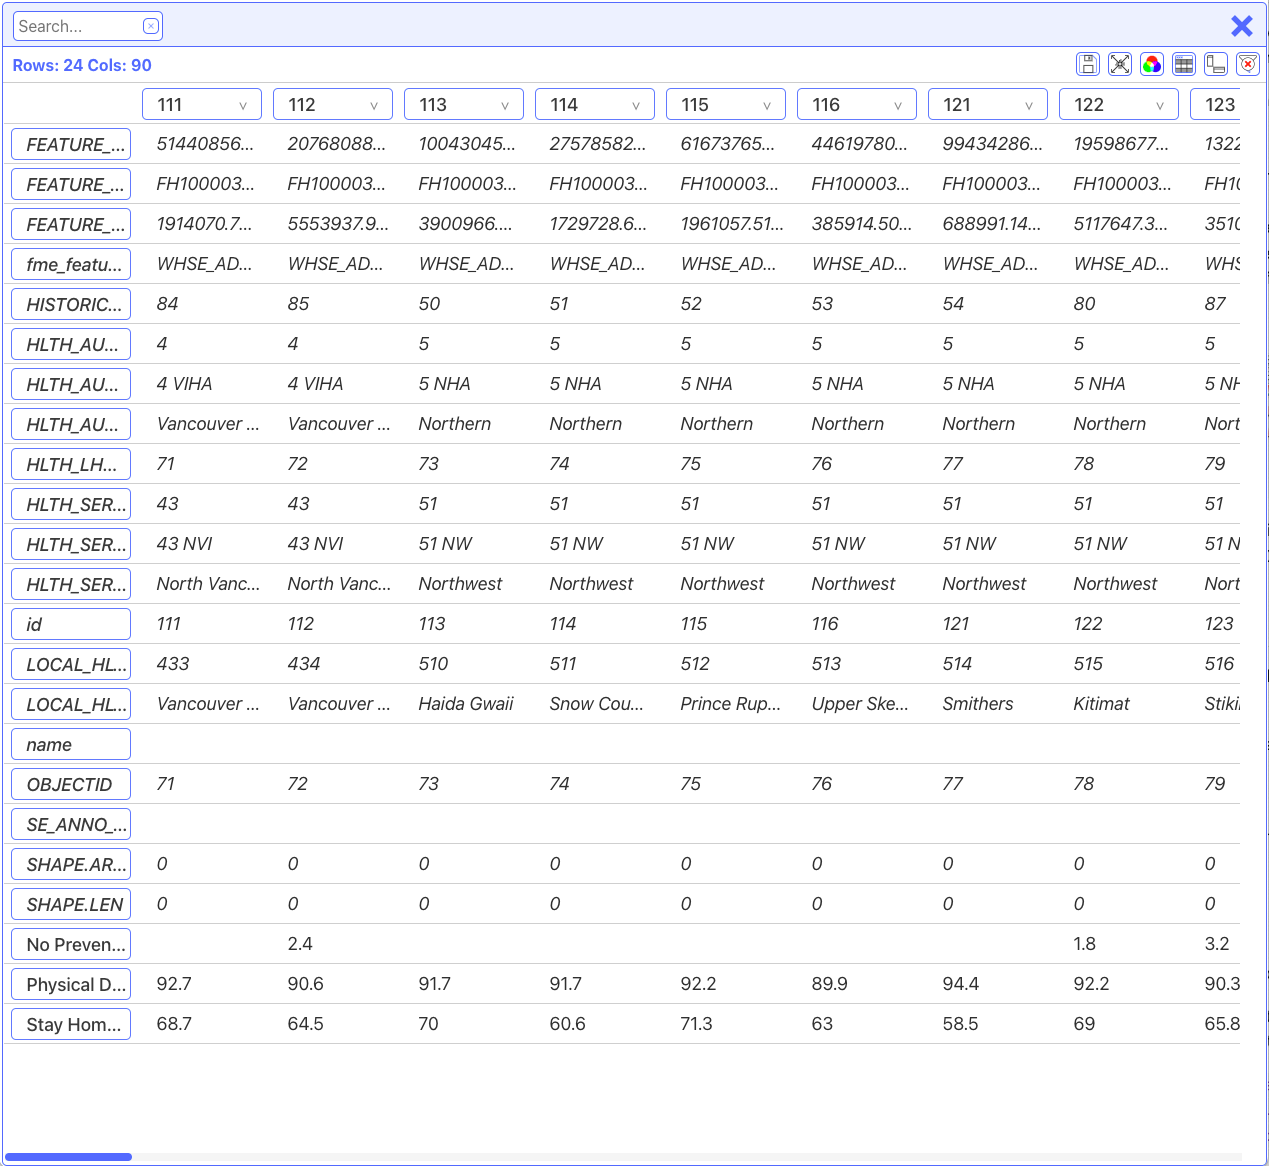 Search...
Rows: 24 Cols: 90
111 112 113 114 115 116 121 122 123
FEATURE_... 51440856... 20768088... 10043045... 27578582... 61673765... 44619780... 99434286... 19598677... 1322
FEATURE_... FH100003... FH100003... FH100003... FH100003... FH100003... FH100003... FH100003... FH100003... FH10
FEATURE_... 1914070.7... 5553937.9... 3900966.... 1729728.6... 1961057.51... 385914.50... 688991.14... 5117647.3... 3510
fme_featu... WHSE_AD... WHSE_AD... WHSE_AD... WHSE_AD... WHSE_AD... WHSE_AD... WHSE_AD... WHSE_AD... WHS
HISTORIC... 84 85 50 51 52 53 54 80 87
HLTH_AU... 4 4 5 5 5 5 5 5 5
HLTH_AU... 4 VIHA 4 VIHA 5 NHA 5 NHA 5 NHA 5 NHA 5 NHA 5 NHA 5 NH
HLTH_AU... Vancouver ... Vancouver ... Northern Northern Northern Northern Northern Northern Nort
HLTH_LH... 71 72 73 74 75 76 77 78 79
HLTH_SER... 43 43 51 51 51 51 51 51 51
HLTH_SER... 43 NVI 43 NVI 51 NW 51 NW 51 NW 51 NW 51 NW 51 NW 51 N
HLTH_SER... North Vanc... North Vanc... Northwest Northwest Northwest Northwest Northwest Northwest Nort
id 111 112 113 114 115 116 121 122 123
LOCAL_HL... 433 434 510 511 512 513 514 515 516
LOCAL_HL... Vancouver ... Vancouver ... Haida Gwaii Snow Cou... Prince Rup... Upper Ske... Smithers Kitimat Stiki
name
OBJECTID 71 72 73 74 75 76 77 78 79
SE_ANNO_...
SHAPE.AR... 0 0 0 0 0 0 0 0 0
SHAPE.LEN 0 0 0 0 0 0 0 0 0
No Preven... 2.4 1.8 3.2
Physical D... 92.7 90.6 91.7 91.7 92.2 89.9 94.4 92.2 90.3
Stay Hom... 68.7 64.5 70 60.6 71.3 63 58.5 69 65.8